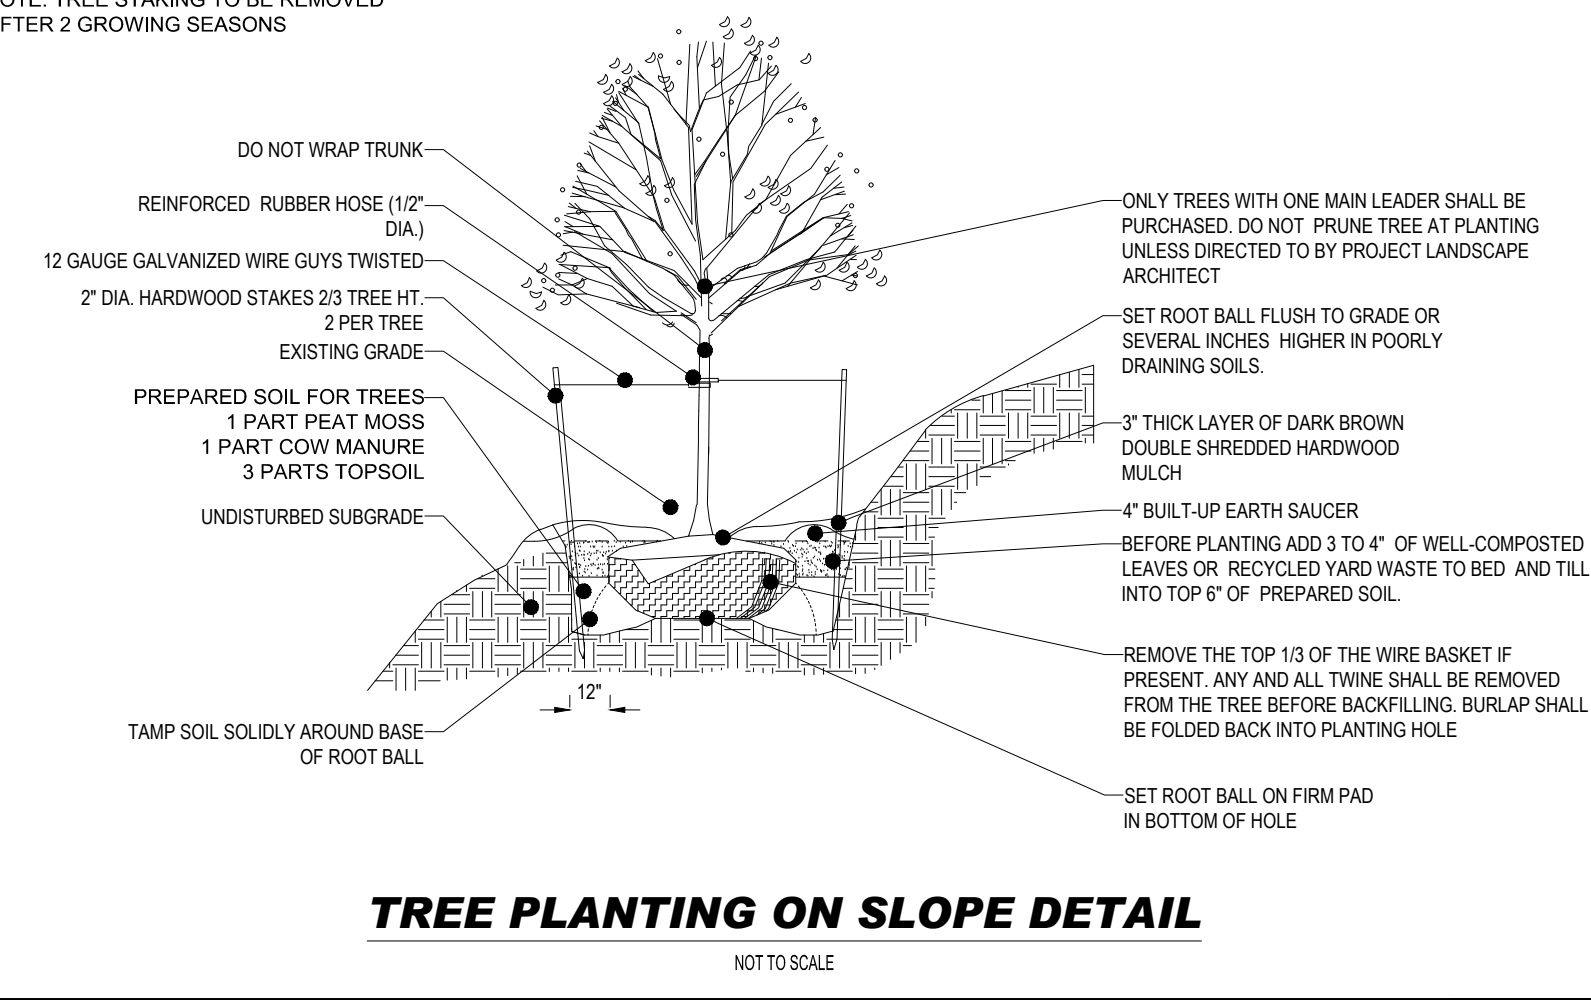 OTE: TREE STAKING TO BE REMOVED
FTER 2 GROWING SEASONS
DO NOT WRAP TRUNK
REINFORCED RUBBER HOSE (1/2"
DIA.)
12 GAUGE GALVANIZED WIRE GUYS TWISTED
2" DIA. HARDWOOD STAKES 2/3 TREE HT.
2 PER TREE
EXISTING GRADE
PREPARED SOIL FOR TREES
1 PART PEAT MOSS
1 PART COW MANURE
3 PARTS TOPSOIL
UNDISTURBED SUBGRADE
TAMP SOIL SOLIDLY AROUND BASE
OF ROOT BALL
12"
ONLY TREES WITH ONE MAIN LEADER SHALL BE
PURCHASED. DO NOT PRUNE TREE AT PLANTING
UNLESS DIRECTED TO BY PROJECT LANDSCAPE
ARCHITECT
SET ROOT BALL FLUSH TO GRADE OR
SEVERAL INCHES HIGHER IN POORLY
DRAINING SOILS.
3" THICK LAYER OF DARK BROWN
DOUBLE SHREDDED HARDWOOD
MULCH
4" BUILT-UP EARTH SAUCER
BEFORE PLANTING ADD 3 TO 4" OF WELL-COMPOSTED
LEAVES OR RECYCLED YARD WASTE TO BED AND TILL
INTO TOP 6" OF PREPARED SOIL.
REMOVE THE TOP 1/3 OF THE WIRE BASKET IF
PRESENT. ANY AND ALL TWINE SHALL BE REMOVED
FROM THE TREE BEFORE BACKFILLING. BURLAP SHALL
BE FOLDED BACK INTO PLANTING HOLE
SET ROOT BALL ON FIRM PAD
IN BOTTOM OF HOLE
TREE PLANTING ON SLOPE DETAIL
NOT TO SCALE